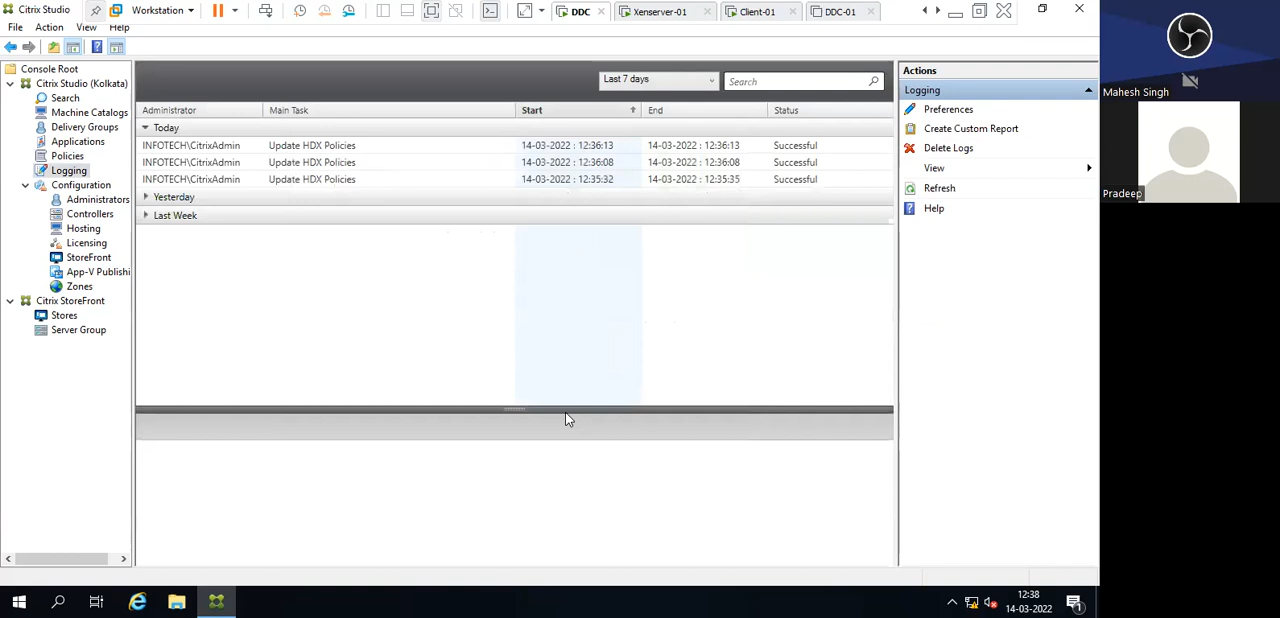 Citrix Studio
Workstation
DDC
Xenserver-01
Client-01
DDC-01
File
Action
View
Help
Console Root
Citrix Studio (Kolkata)
Search
Machine Catalogs
Delivery Groups
Applications
Policies
Logging
Configuration
Administrators
Controllers
Hosting
Licensing
StoreFront
App-V Publishi
Zones
Citrix StoreFront
Stores
Server Group
Last 7 days
Search
Administrator Main Task Start End Status
Today
INFOTECH\CitrixAdmin Update HDX Policies 14-03-2022 : 12:36:13 14-03-2022 : 12:36:13 Successful
INFOTECH\CitrixAdmin Update HDX Policies 14-03-2022 : 12:36:08 14-03-2022 : 12:36:08 Successful
INFOTECH\CitrixAdmin Update HDX Policies 14-03-2022 : 12:35:32 14-03-2022 : 12:35:35 Successful
Yesterday
Last Week
Actions
Logging
Preferences
Create Custom Report
Delete Logs
View
Refresh
Help
Mahesh Singh
Pradeep
12:38
14-03-2022
1